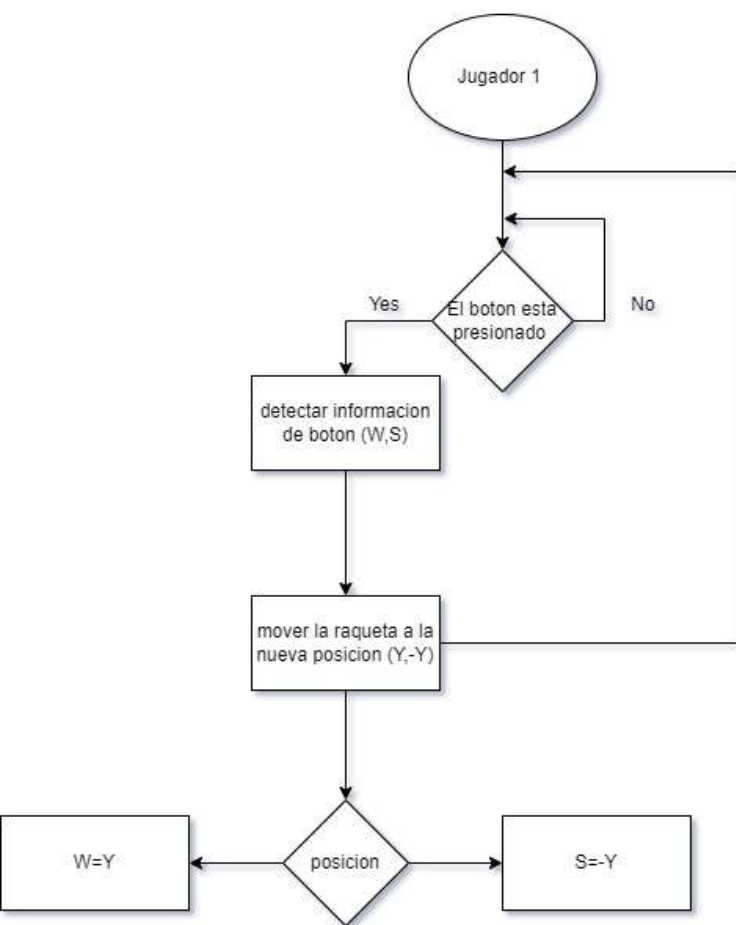 Jugador 1
El boton esta
presionado
Yes
No
detectar informacion
de boton (W,S)
mover la raqueta a la
nueva posicion (Y,-Y)
posicion
W=Y
S=-Y